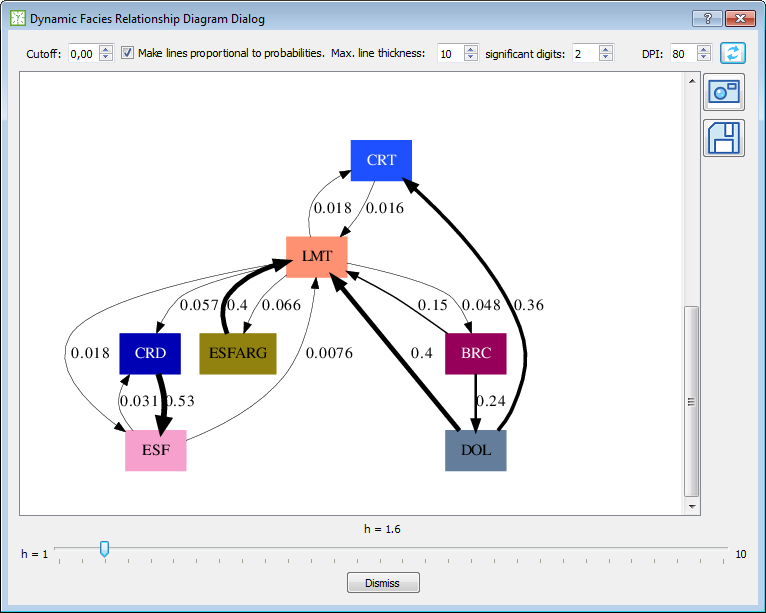 Dynamic Facies Relationship Diagram Dialog
Cutoff: 0,00 Make lines proportional to probabilities. Max. line thickness: 10 significant digits: 2 DPI: 80
CRT
0.018 0.016
LMT
0.057 0.4 0.066 0.15 0.048 0.36
0.018 CRD ESFARG 0.0076 0.4 BRC
0.031 0.53 0.24
ESF DOL
h = 1.6
h = 1 10
Dismiss